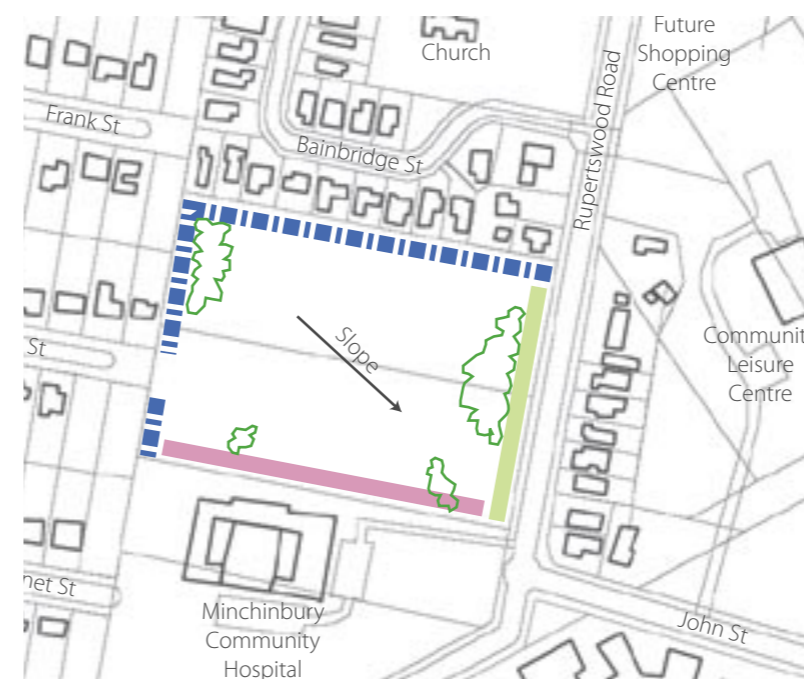 Church
Future
Shopping
Centre
Frank St
Bainbridge St
Rupertswood Road
Slope
St
Communit
Leisure
Centre
net St
Minchinbury
Community
Hospital
John St